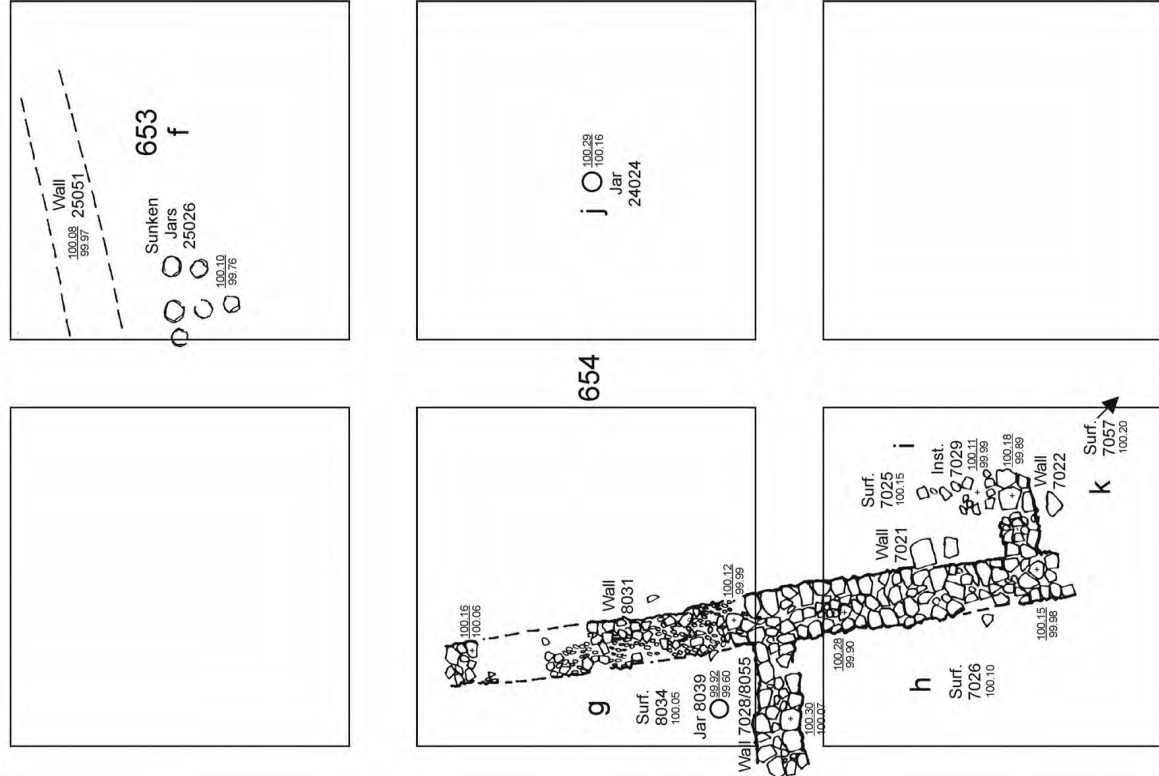 Wall
25051
100.08
99.97
653
f
Sunken
Jars
25026
100.10
99.76
j
100.29
100.16
Jar
24024
654
100.16
100.06
Wall
8031
100.12
99.99
g
Surf.
8034
100.05
Jar 8039
99.92
99.60
Wall 7028/8055
100.30
100.07
100.28
99.90
Wall
7021
Surf.
7025
100.15
i
Inst.
7029
100.11
99.99
100.18
99.89
Wall
7022
k
Surf.
7057
100.20
h
Surf.
7026
100.10
100.15
99.98